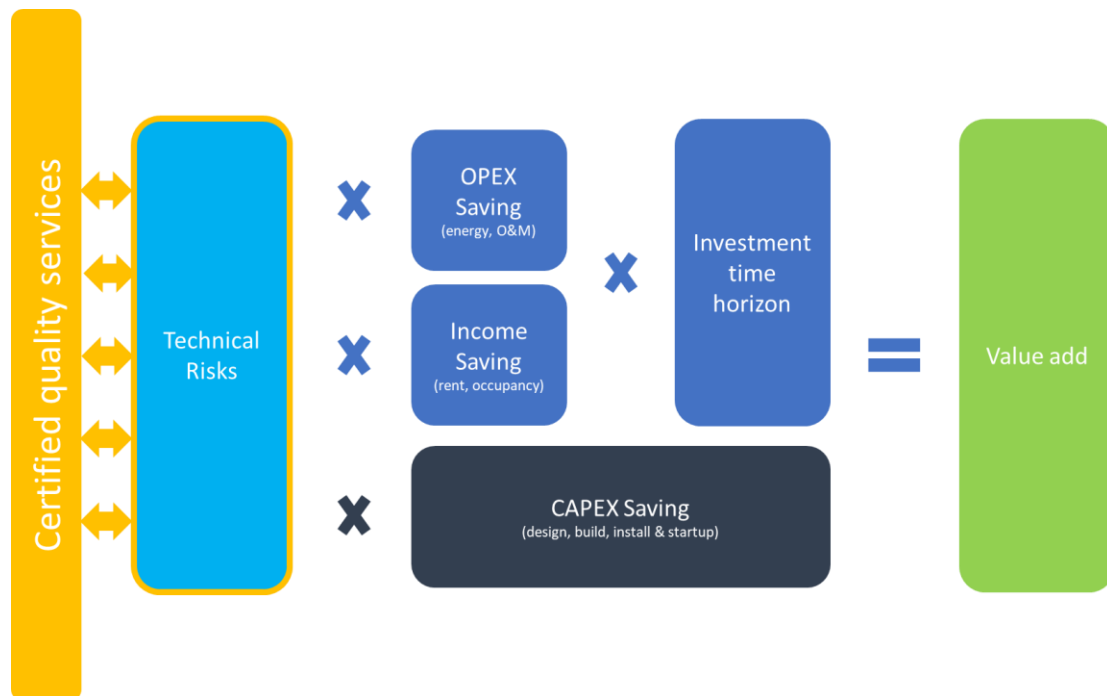 Certified quality services
Technical
Risks
OPEX
Saving
(energy, O&M)
Income
Saving
(rent, occupancy)
Investment
time
horizon
CAPEX Saving
(design, build, install & startup)
Value add